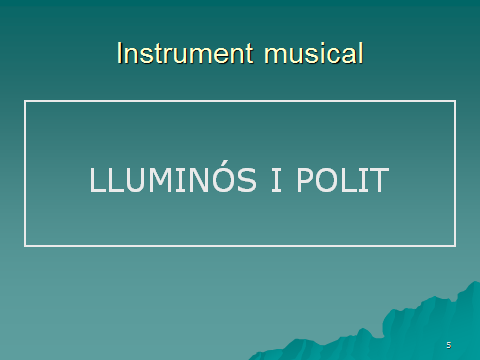 Instrument musical
LLUMINÓS I POLIT
5